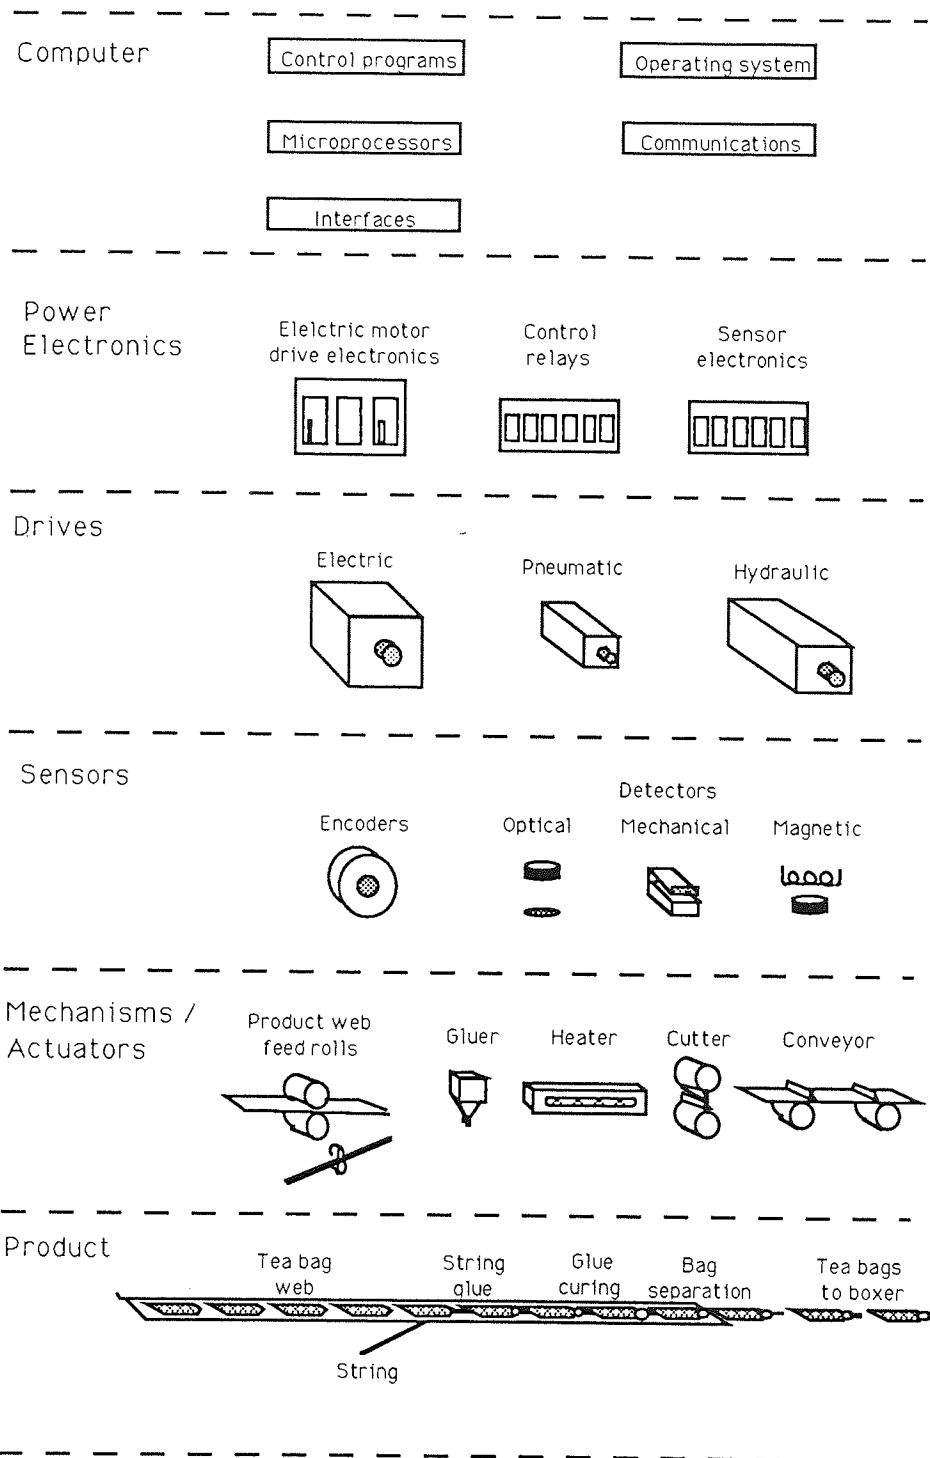 Computer
Control programs
Operating system
Microprocessors
Communications
Interfaces
Power
Electronics
Elelctric motor
drive electronics
Control
relays
Sensor
electronics
Drives
Electric
Pneumatic
Hydraulic
Sensors
Detectors
Encoders
Optical
Mechanical
Magnetic
Mechanisms /
Actuators
Product web
feed rolls
Gluer
Heater
Cutter
Conveyor
Product
Tea bag
web
String
glue
Glue
curing
Bag
separation
Tea bags
to boxer
String